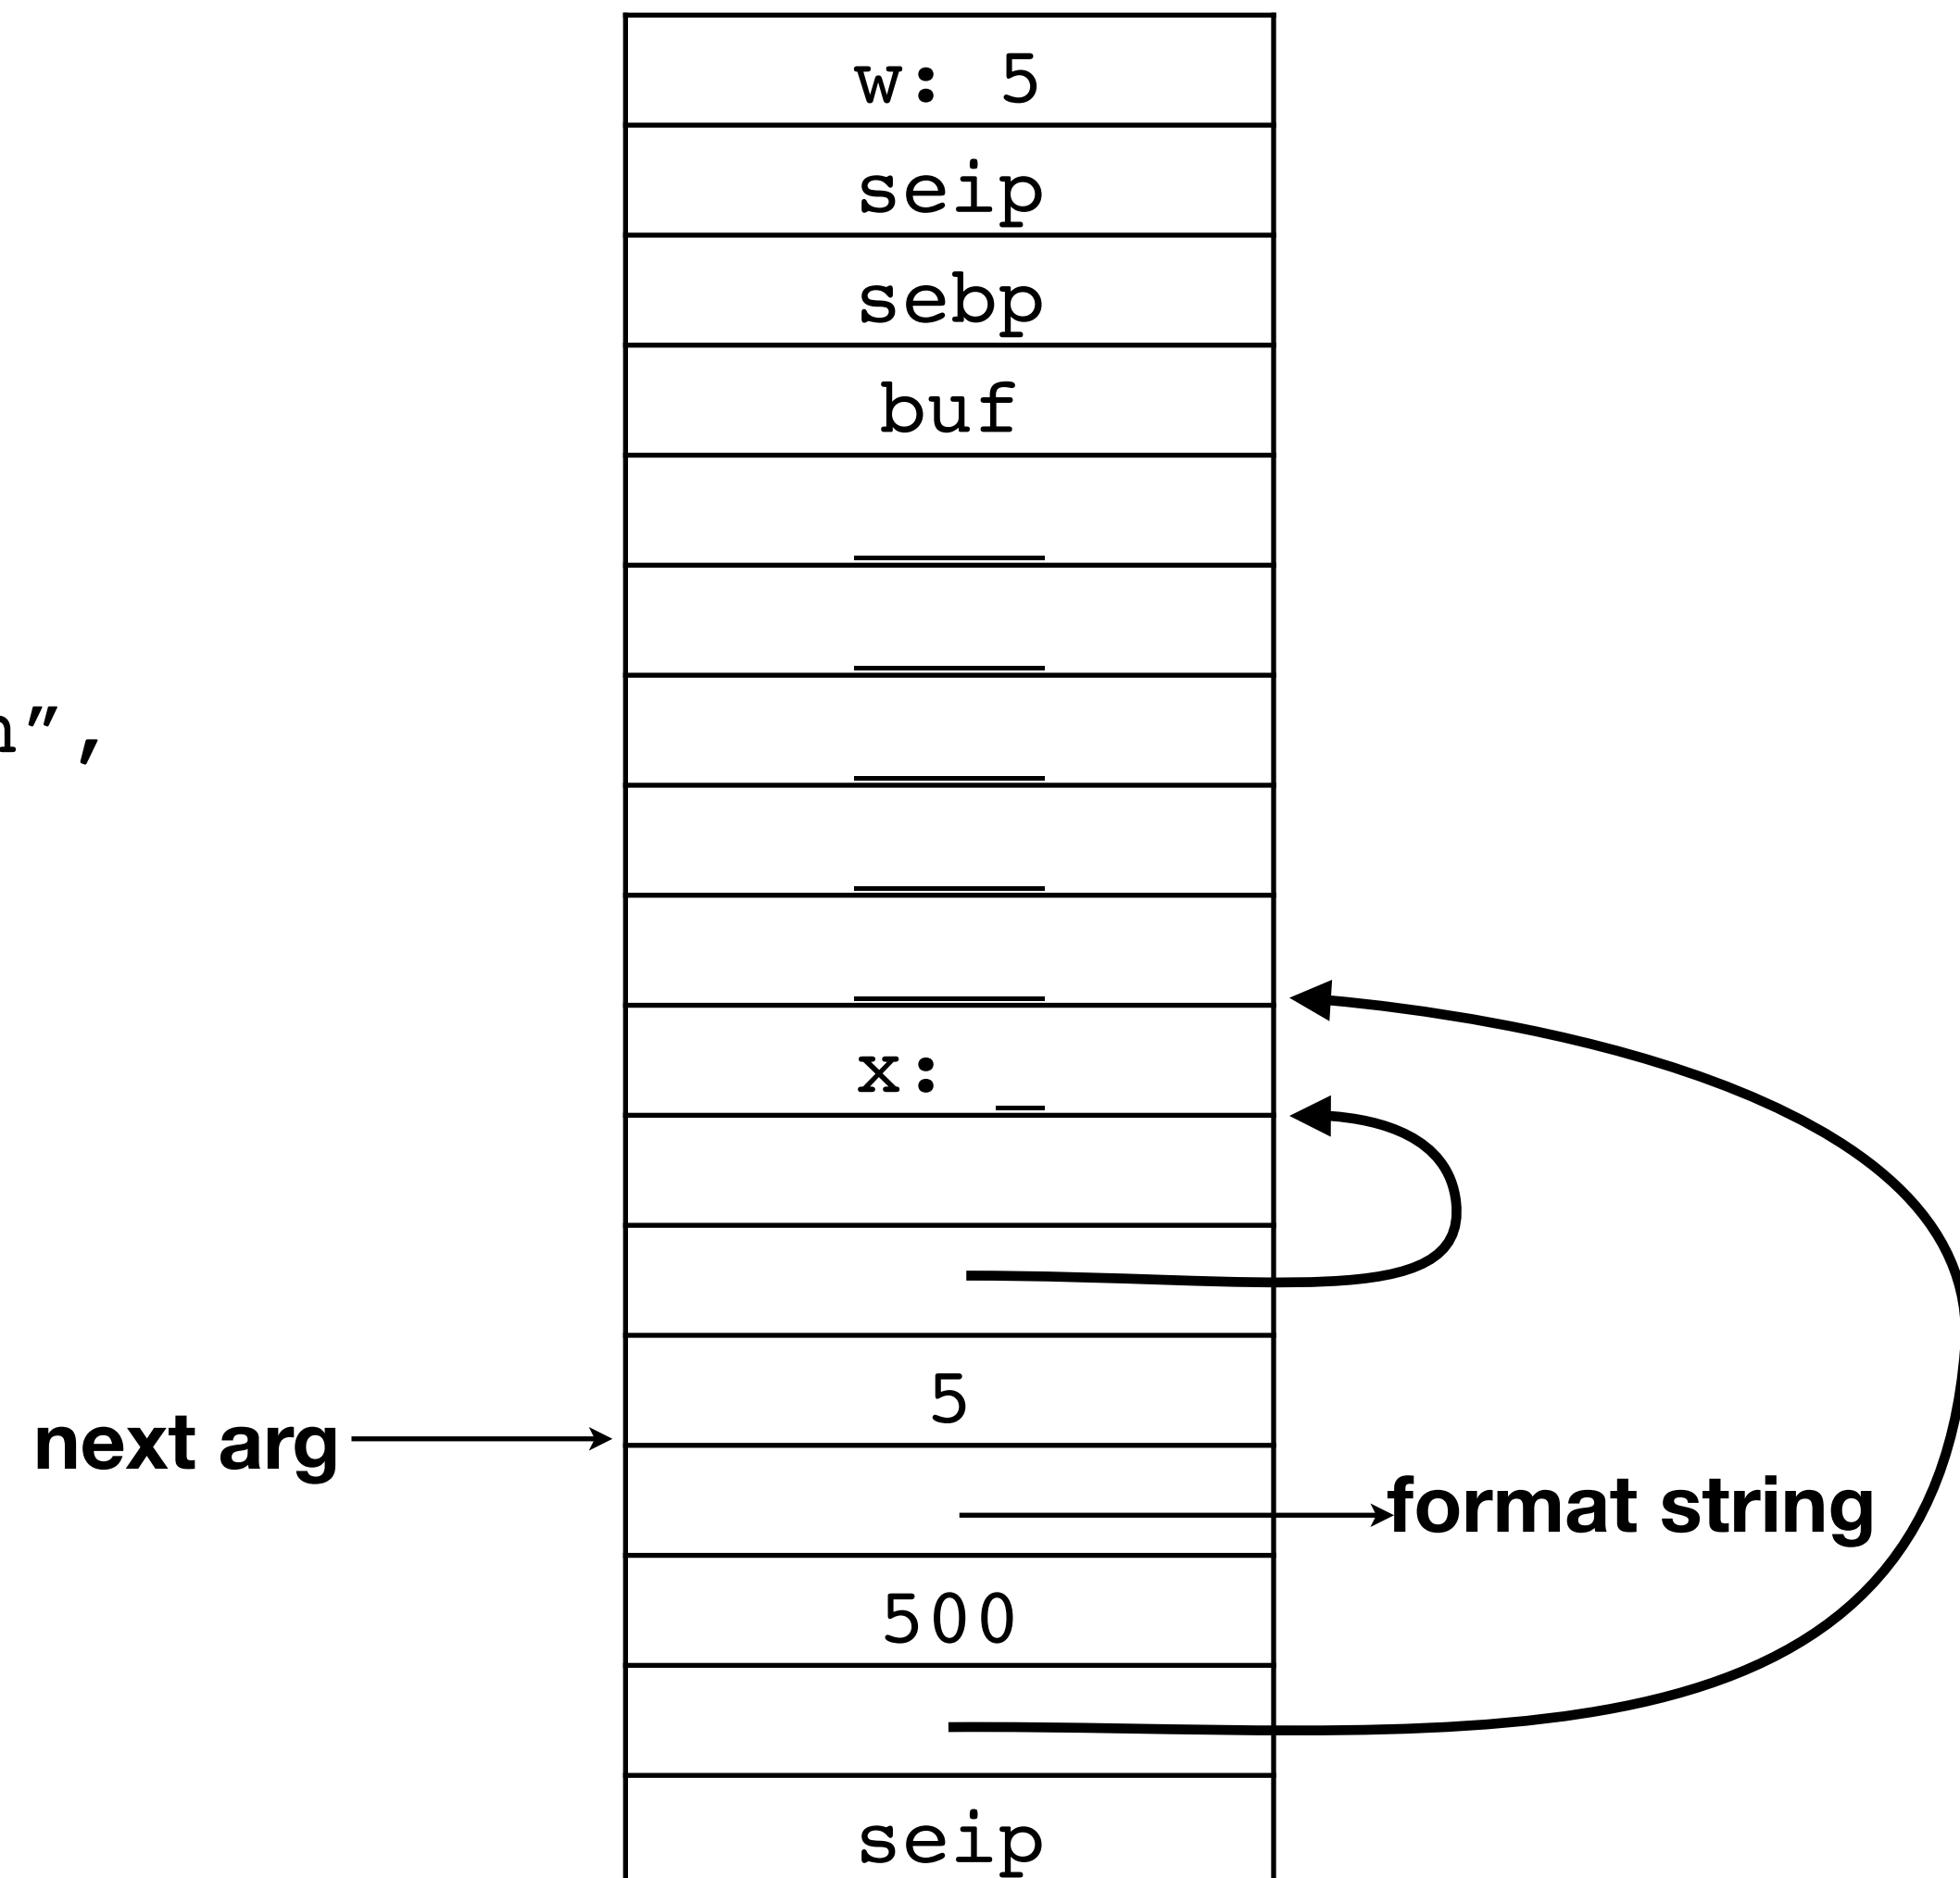 w: 5
seip
sebp
buf
____
____
n”,
____
____
____
x: _
5
next arg
format string
500
seip